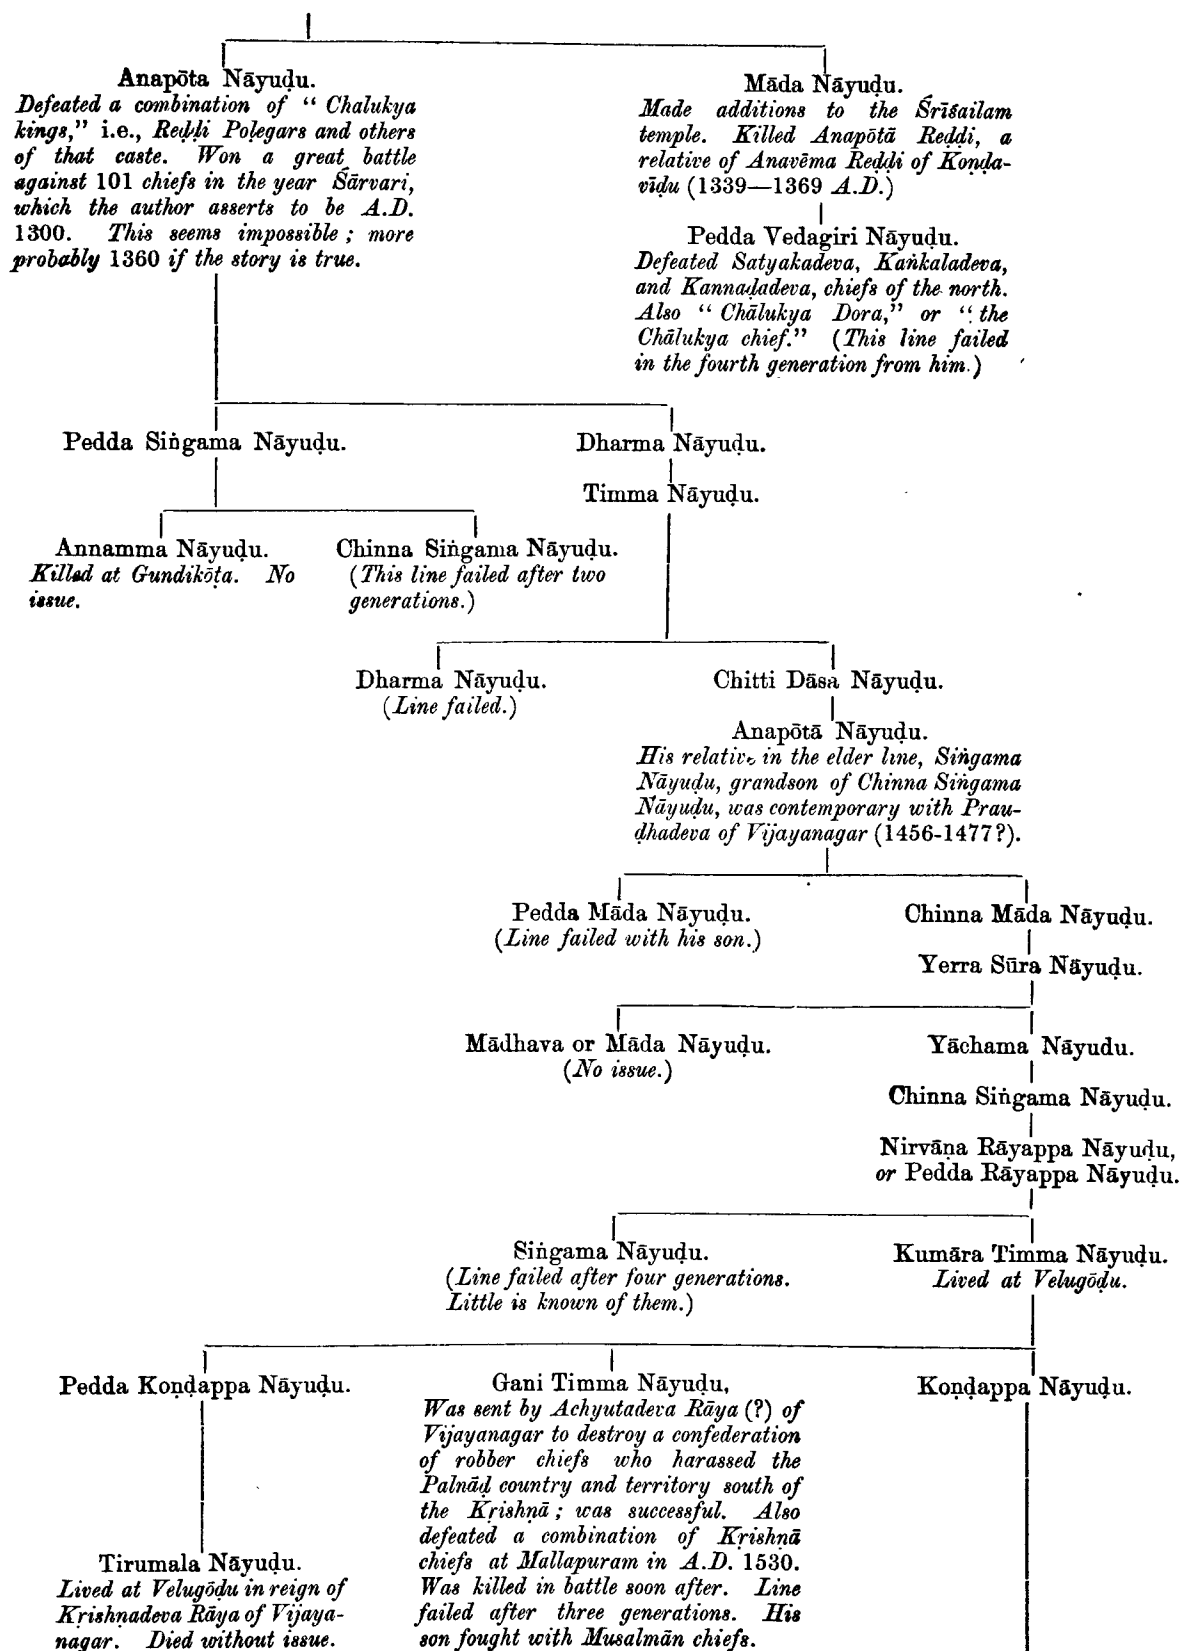 Anapōta Nāyuḍu.
Defeated a combination of “ Chalukya
kings,” i.e., Reḍḍi Poḷegars and others
of that caste. Won a great battle
against 101 chiefs in the year Śārvari,
which the author asserts to be A.D.
1300. This seems impossible ; more
probably 1360 if the story is true.
Māda Nāyuḍu.
Made additions to the Śrīśailam
temple. Killed Anapōtā Reḍḍi, a
relative of Anavēma Reḍḍi of Koṇḍa-
vīḍu (1339—1369 A.D.)
Pedda Vedagiri Nāyuḍu.
Defeated Satyakadeva, Kaṅkaladeva,
and Kannaḍadeva, chiefs of the north.
Also “ Chālukya Dora,” or “ the
Chālukya chief.” (This line failed
in the fourth generation from him.)
Pedda Siṅgama Nāyuḍu.
Dharma Nāyuḍu.
Timma Nāyuḍu.
Annamma Nāyuḍu.
Killed at Gundikōṭa. No
issue.
Chinna Siṅgama Nāyuḍu.
(This line failed after two
generations.)
Dharma Nāyuḍu.
(Line failed.)
Chitti Dāsa Nāyuḍu.
Anapōtā Nāyuḍu.
His relative in the elder line, Siṅgama
Nāyuḍu, grandson of Chinna Siṅgama
Nāyuḍu, was contemporary with Prau-
ḍhadeva of Vijayanagar (1456-1477?).
Pedda Māda Nāyuḍu.
(Line failed with his son.)
Chinna Māda Nāyuḍu.
Yerra Sūra Nāyuḍu.
Mādhava or Māda Nāyuḍu.
(No issue.)
Yāchama Nāyudu.
Chinna Siṅgama Nāyuḍu.
Nirvāṇa Rāyappa Nāyuḍu,
or Pedda Rāyappa Nāyuḍu.
Siṅgama Nāyuḍu.
(Line failed after four generations.
Little is known of them.)
Kumāra Timma Nāyuḍu.
Lived at Velugōḍu.
Pedda Koṇḍappa Nāyuḍu.
Gani Timma Nāyuḍu,
Was sent by Achyutadeva Rāya (?) of
Vijayanagar to destroy a confederation
of robber chiefs who harassed the
Palnāḍ country and territory south of
the Kṛishṇā ; was successful. Also
defeated a combination of Kṛishṇā
chiefs at Mallapuram in A.D. 1530.
Was killed in battle soon after. Line
failed after three generations. His
son fought with Musalmān chiefs.
Koṇḍappa Nāyuḍu.
Tirumala Nāyuḍu.
Lived at Velugōḍu in reign of
Kṛishṇadeva Rāya of Vijaya-
nagar. Died without issue.